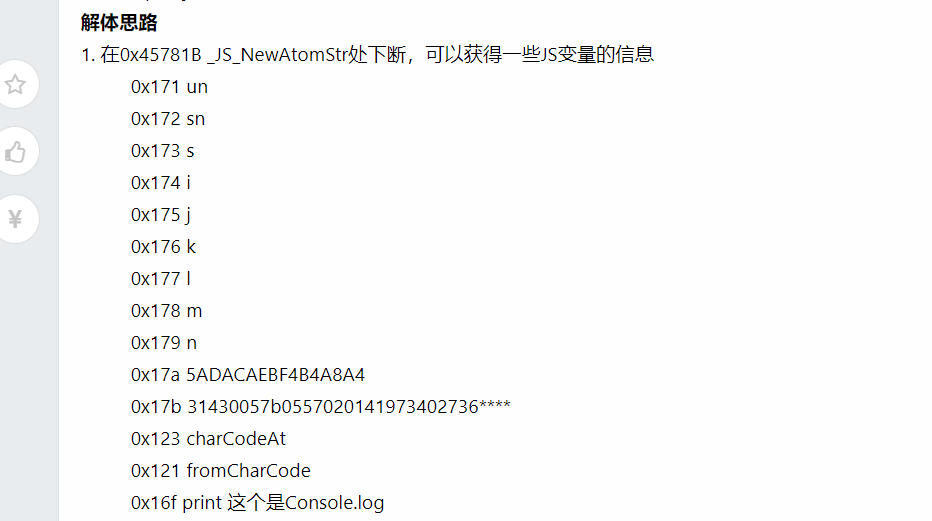 解体思路
1. 在0x45781B _JS_NewAtomStr处下断，可以获得一些JS变量的信息
0x171 un
0x172 sn
0x173 s
0x174 i
0x175 j
0x176 k
0x177 l
0x178 m
0x179 n
0x17a 5ADACAEBF4B4A8A4
0x17b 31430057b0557020141973402736****
0x123 charCodeAt
0x121 fromCharCode
0x16f print 这个是Console.log
¥